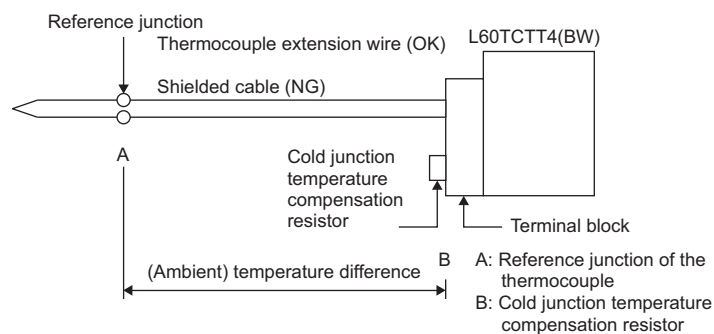 Reference junction
Thermocouple extension wire (OK)
L60TCTT4(BW)
Shielded cable (NG)
A
Cold junction
temperature
compensation
resistor
Terminal block
(Ambient) temperature difference
B
A: Reference junction of the
thermocouple
B: Cold junction temperature
compensation resistor